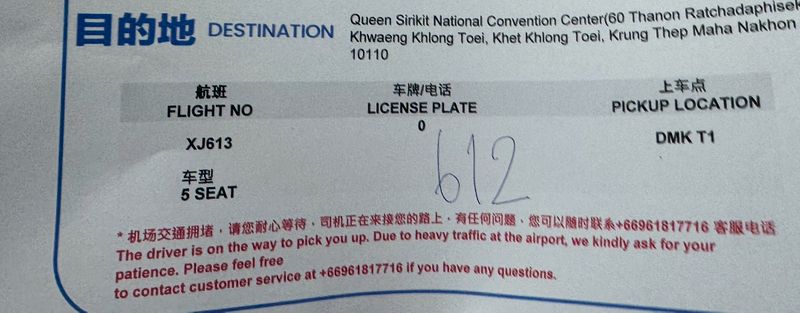 目的地 DESTINATION
Queen Sirikit National Convention Center(60 Thanon Ratchadaphisek
Khwaeng Khlong Toei, Khet Khlong Toei, Krung Thep Maha Nakhon
10110
航班 车牌/电话 上车点
FLIGHT NO LICENSE PLATE PICKUP LOCATION
XJ613 0 DMK T1
612
车型
5 SEAT
* 机场交通拥堵，请您耐心等待，司机正在来接您的路上，有任何问题，您可以随时联系+66961817716 客服电话
The driver is on the way to pick you up. Due to heavy traffic at the airport, we kindly ask for your
patience. Please feel free
to contact customer service at +66961817716 if you have any questions.